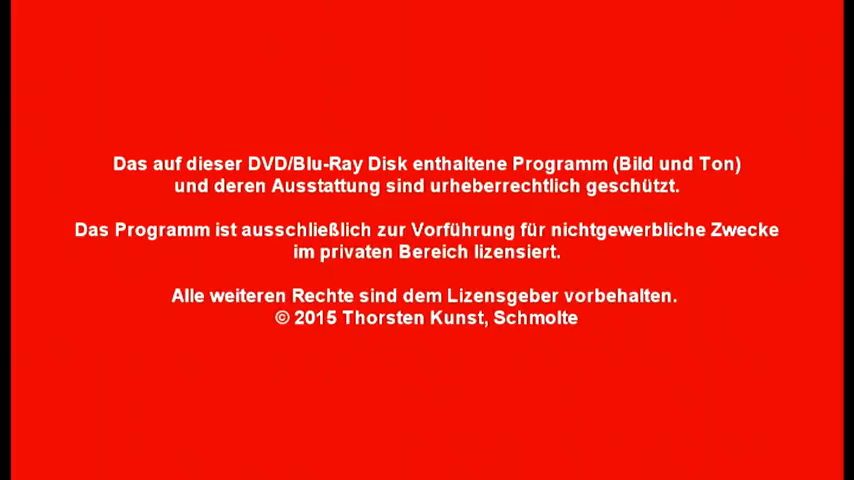 Das auf dieser DVD/Blu-Ray Disk enthaltene Programm (Bild und Ton)
und deren Ausstattung sind urheberrechtlich geschützt.
Das Programm ist ausschließlich zur Vorführung für nichtgewerbliche Zwecke
im privaten Bereich lizensiert.
Alle weiteren Rechte sind dem Lizensgeber vorbehalten.
© 2015 Thorsten Kunst, Schmolte